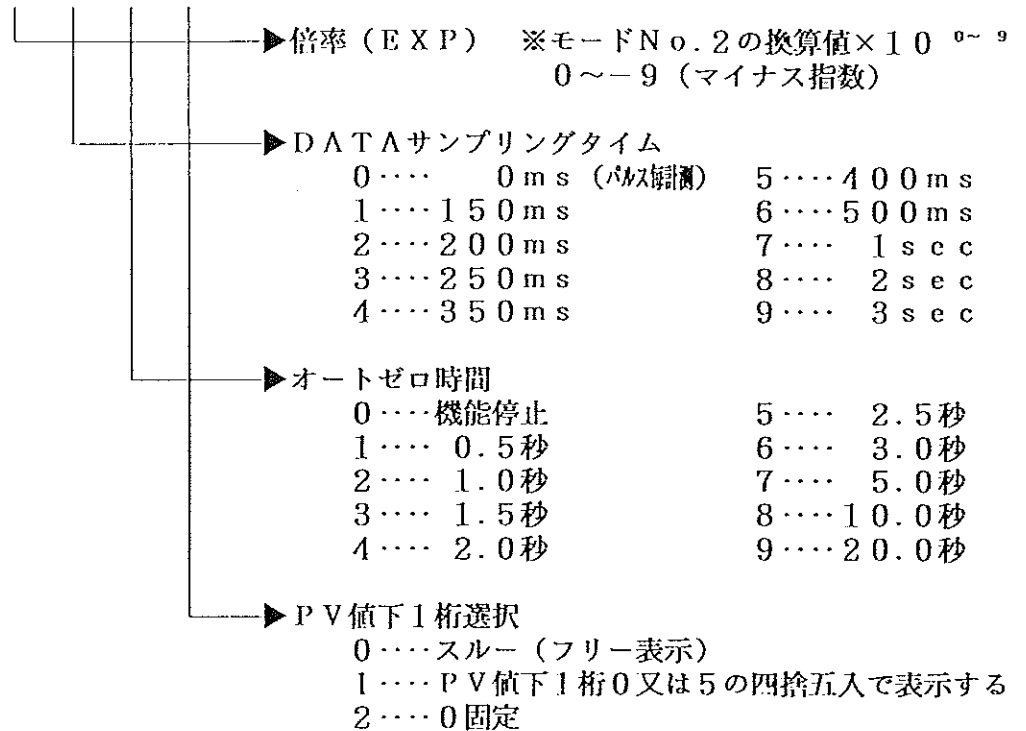 ▶倍率（ＥＸＰ）　※モードＮｏ．２の換算値×１０ ０～－９
０～－９（マイナス指数）
▶ＤＡＴＡサンプリングタイム
０‥‥　　０ｍｓ（パルス毎計測）　５‥‥４００ｍｓ
１‥‥１５０ｍｓ　６‥‥５００ｍｓ
２‥‥２００ｍｓ　７‥‥　１ｓｅｃ
３‥‥２５０ｍｓ　８‥‥　２ｓｅｃ
４‥‥３５０ｍｓ　９‥‥　３ｓｅｃ
▶オートゼロ時間
０‥‥機能停止　５‥‥　２．５秒
１‥‥　０．５秒　６‥‥　３．０秒
２‥‥　１．０秒　７‥‥　５．０秒
３‥‥　１．５秒　８‥‥１０．０秒
４‥‥　２．０秒　９‥‥２０．０秒
▶ＰＶ値下１桁選択
０‥‥スルー（フリー表示）
１‥‥ＰＶ値下１桁０又は５の四捨五入で表示する
２‥‥０固定